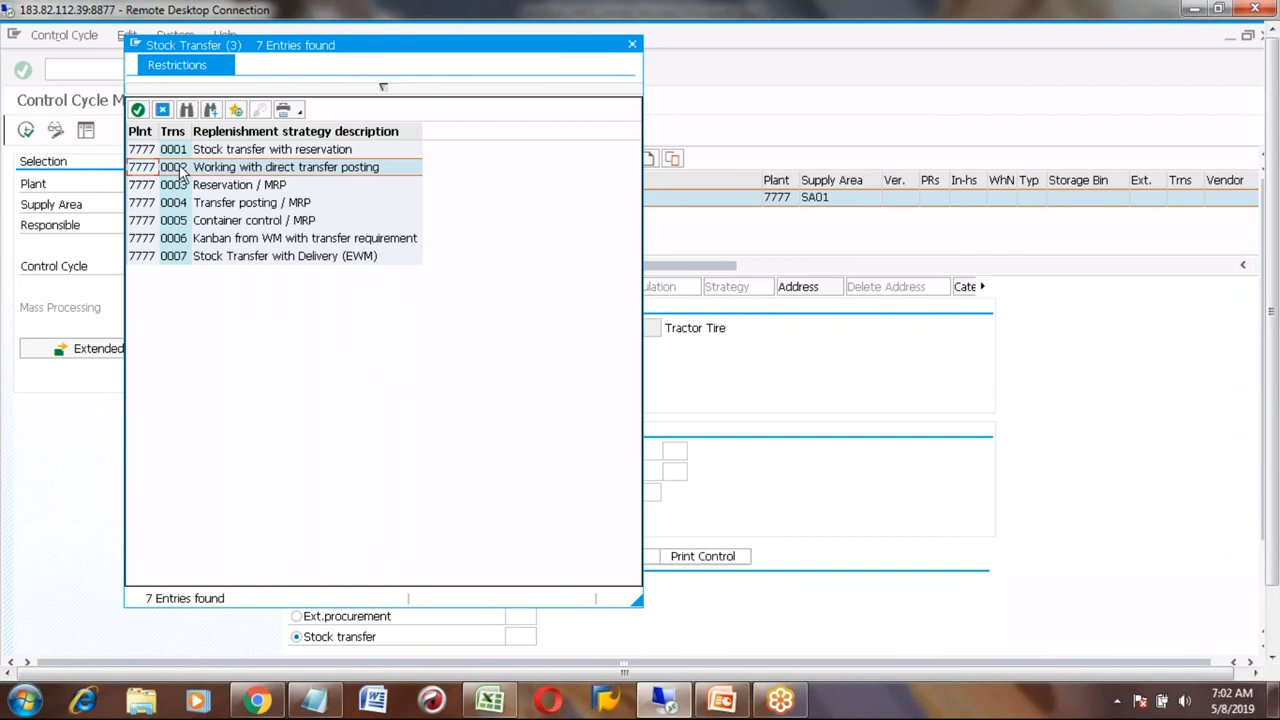 183.82.112.39:8877 - Remote Desktop Connection
Control Cycle
Stock Transfer (3) 7 Entries found
Restrictions
Control Cycle M
Plnt Trns Replenishment strategy description
7777 0001 Stock transfer with reservation
7777 0002 Working with direct transfer posting
7777 0003 Reservation / MRP
7777 0004 Transfer posting / MRP
7777 0005 Container control / MRP
7777 0006 Kanban from WM with transfer requirement
7777 0007 Stock Transfer with Delivery (EWM)
7 Entries found
Selection
Plant
Supply Area
Responsible
Control Cycle
Mass Processing
Extended
Plant Supply Area Ver. PRs In-hs WhN Typ Storage Bin Ext. Trns Vendor
7777 SA01
ulation Strategy Address Delete Address Cate
Tractor Tire
Print Control
Ext.procurement
Stock transfer
7:02 AM
5/8/2019